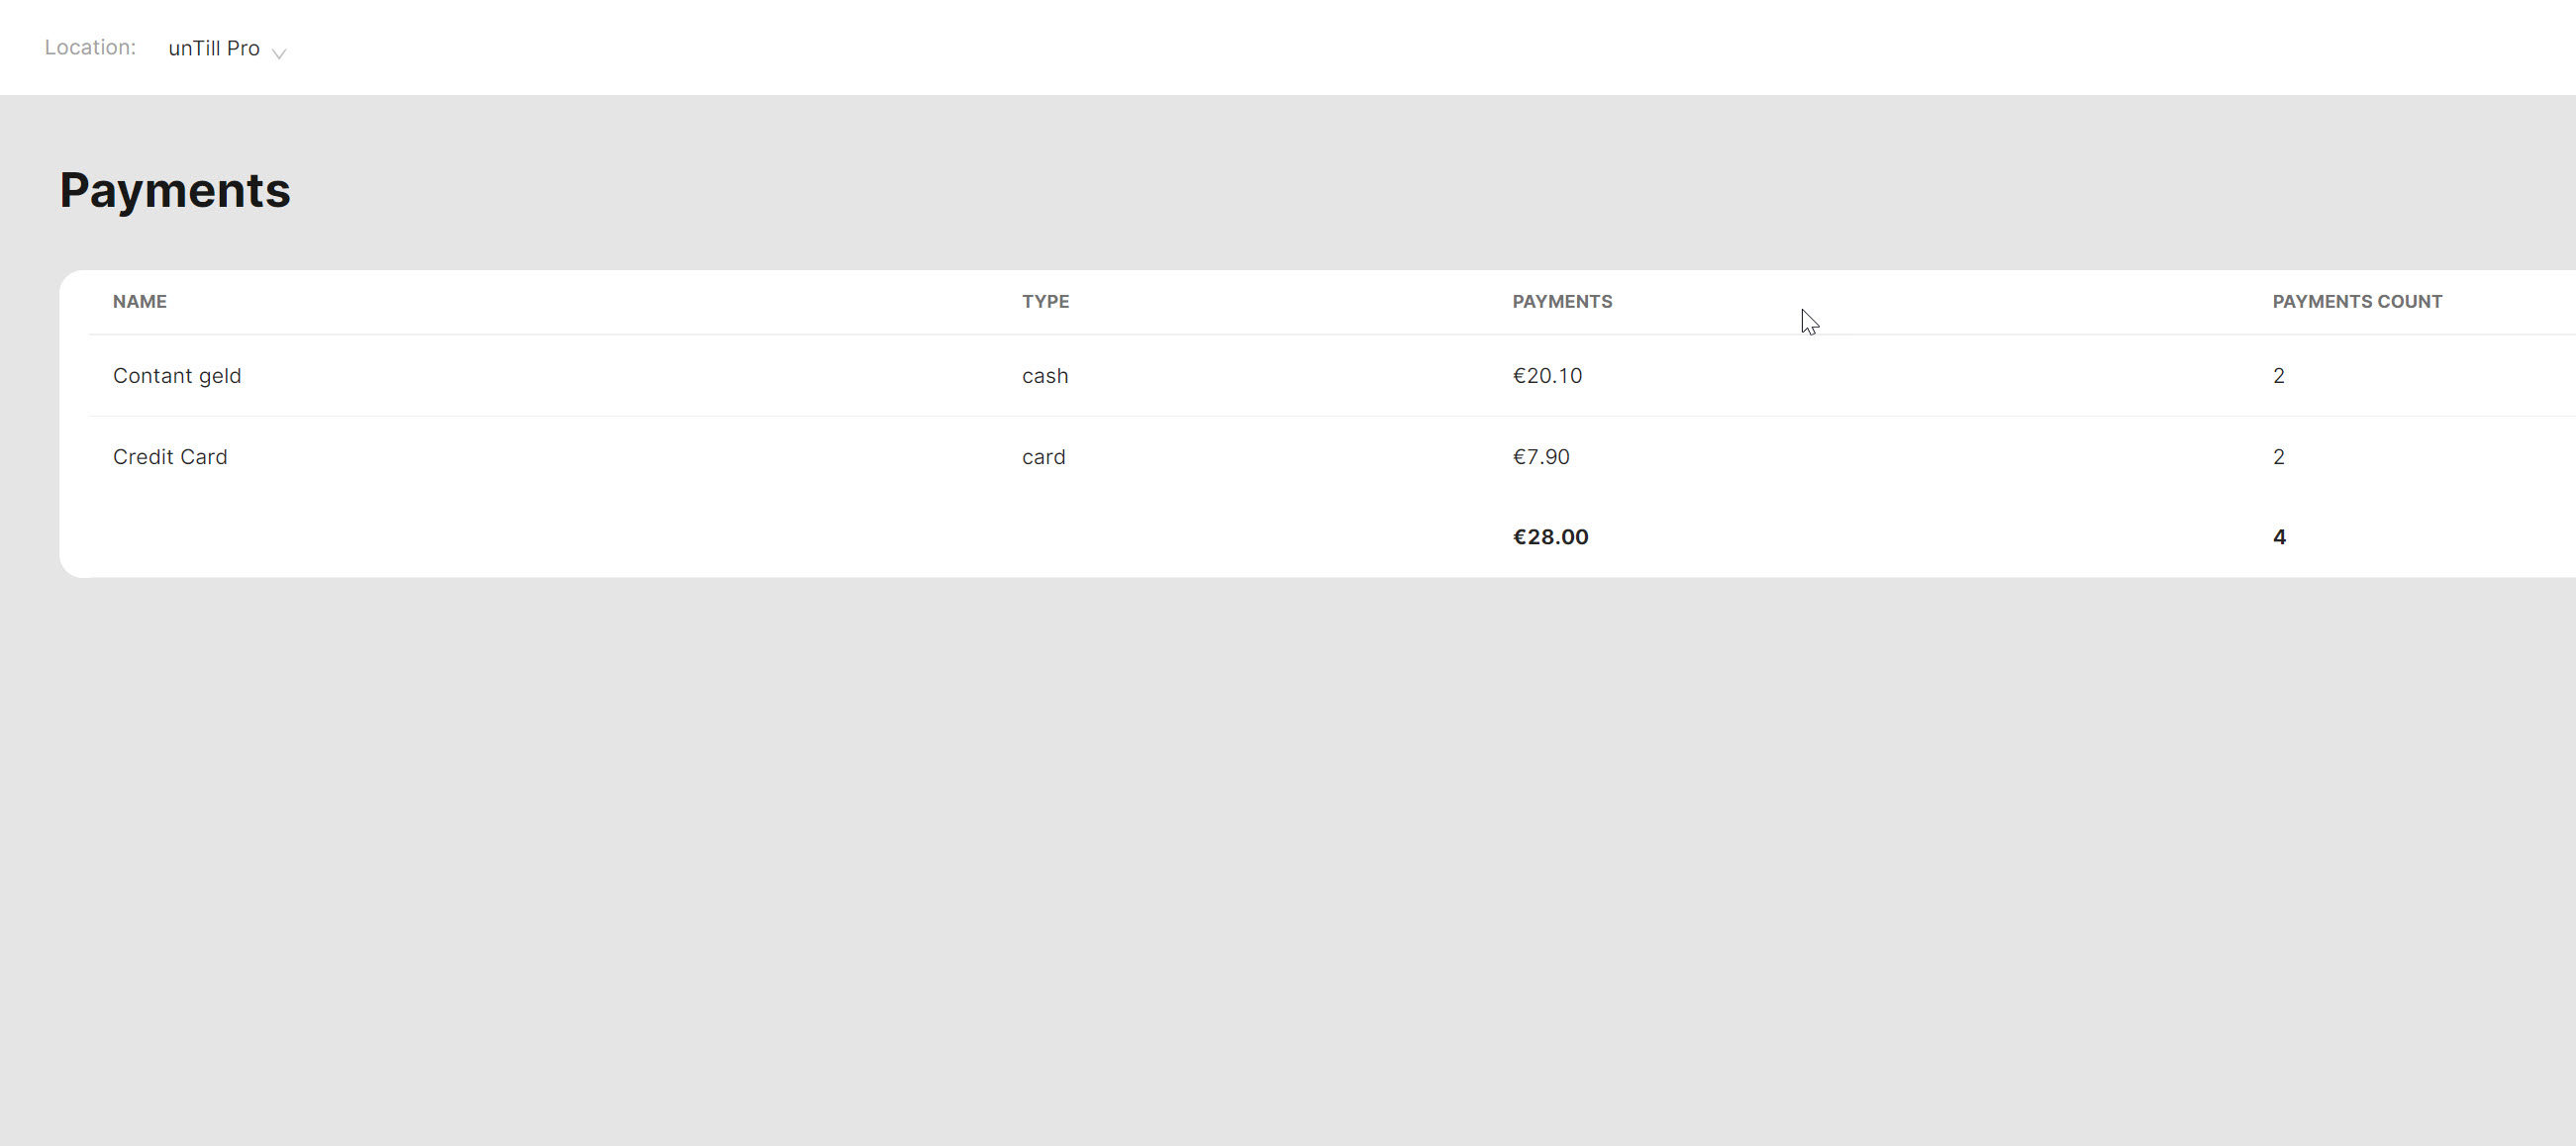 Location: unTill Pro
Payments
NAME TYPE PAYMENTS PAYMENTS COUNT
Contant geld cash €20.10 2
Credit Card card €7.90 2
€28.00 4